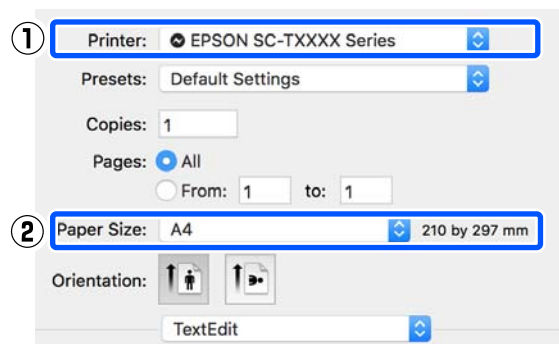 ① Printer: EPSON SC-TXXXX Series
Presets: Default Settings
Copies: 1
Pages: All
From: 1 to: 1
② Paper Size: A4 210 by 297 mm
Orientation:
TextEdit